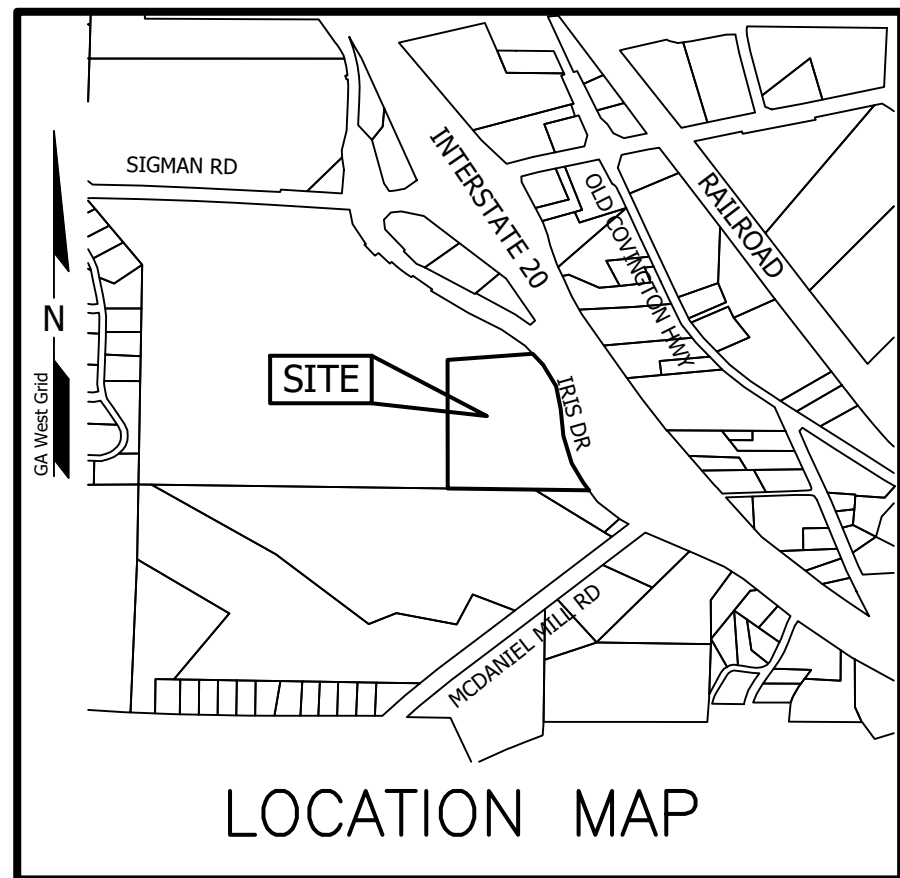 SIGMAN RD
INTERSTATE 20
OLD COVINGTON HWY
RAILROAD
N
GA West Grid
SITE
IRIS DR
MCDANIEL MILL RD
LOCATION MAP